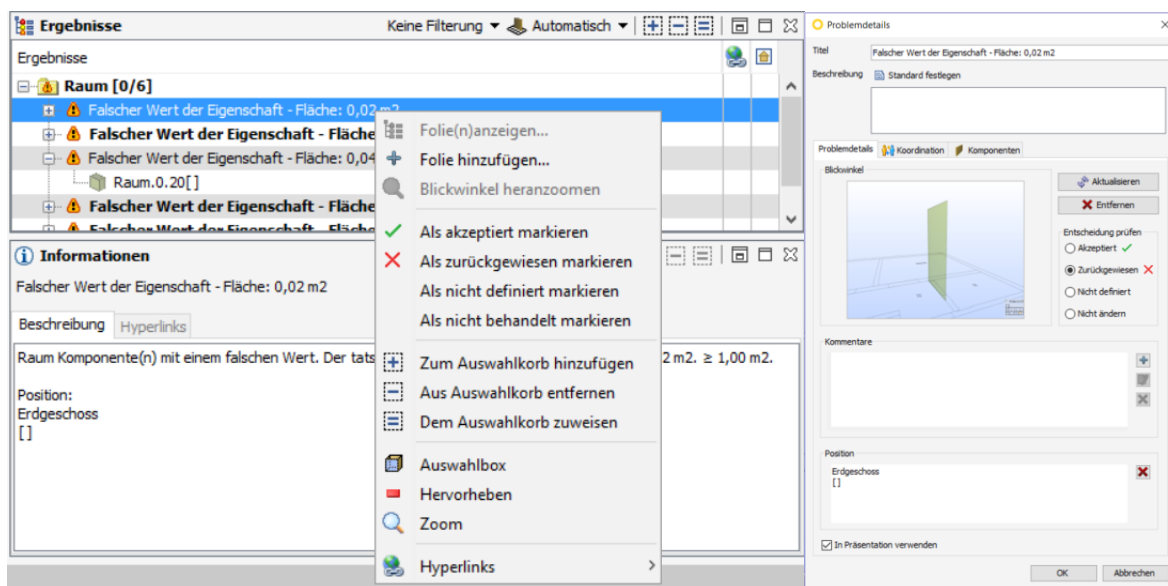 Ergebnisse
Keine Filterung
Automatisch
Ergebnisse
Raum [0/6]
Falscher Wert der Eigenschaft - Fläche: 0,02 m2
Falscher Wert der Eigenschaft - Fläche
Falscher Wert der Eigenschaft - Fläche: 0,04
Raum.0.20[]
Falscher Wert der Eigenschaft - Fläche
Falscher Wert der Eigenschaft - Fläche
Informationen
Falscher Wert der Eigenschaft - Fläche: 0,02 m2
Beschreibung
Hyperlinks
Raum Komponente(n) mit einem falschen Wert. Der tats
2 m2. ≥ 1,00 m2.
Position:
Erdgeschoss
[]
Folie(n)anzeigen...
Folie hinzufügen...
Blickwinkel heranzoomen
Als akzeptiert markieren
Als zurückgewiesen markieren
Als nicht definiert markieren
Als nicht behandelt markieren
Zum Auswahlkorb hinzufügen
Aus Auswahlkorb entfernen
Dem Auswahlkorb zuweisen
Auswahlbox
Hervorheben
Zoom
Hyperlinks
Problemdetails
Titel
Falscher Wert der Eigenschaft - Fläche: 0,02 m2
Beschreibung
Standard festlegen
Problemdetails
Koordination
Komponenten
Blickwinkel
Aktualisieren
Entfernen
Entscheidung prüfen
Akzeptiert
Zurückgewiesen
Nicht definiert
Nicht ändern
Kommentare
Position
Erdgeschoss
[]
In Präsentation verwenden
OK
Abbrechen